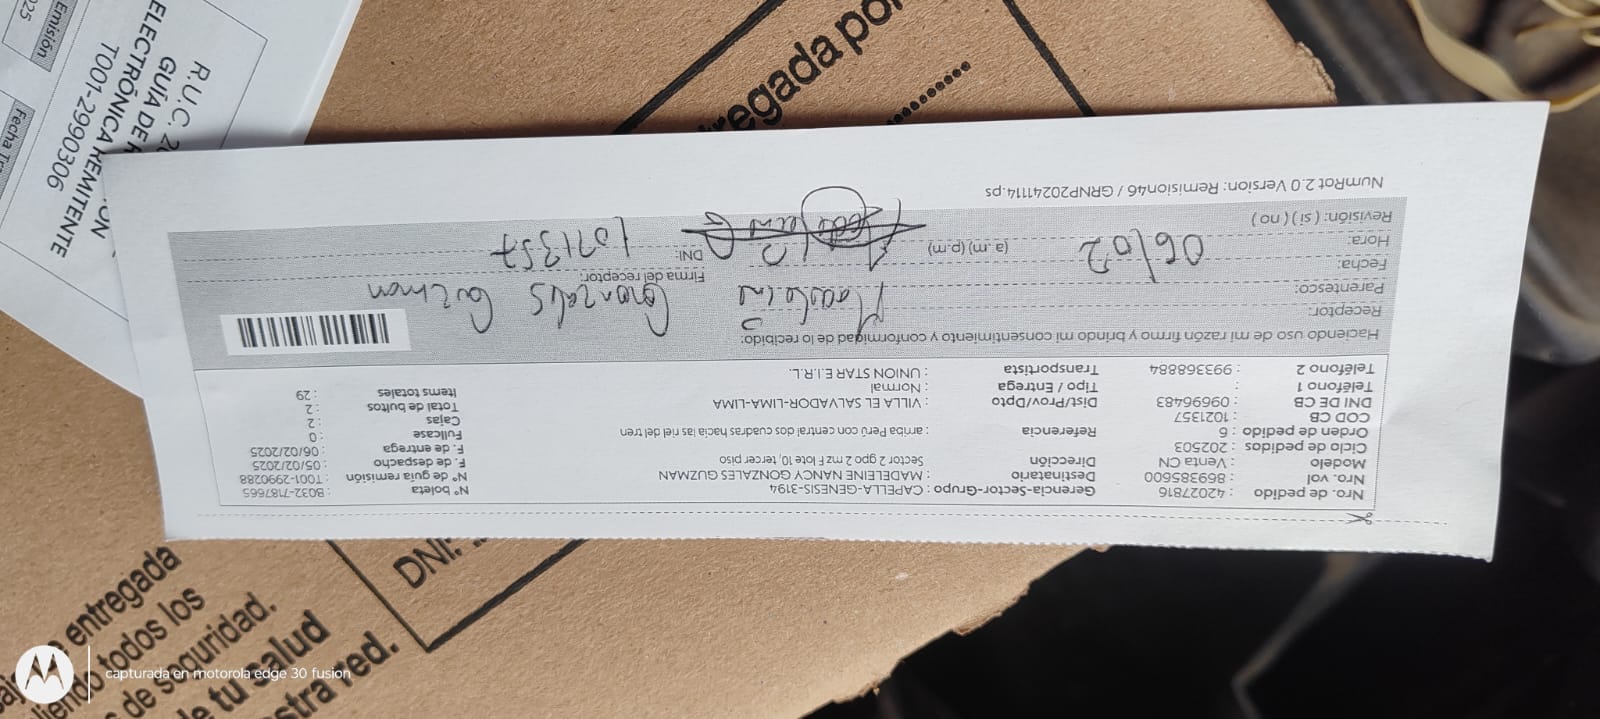 Nro. de pedido : 42027816
Nro. vol : 869385600
Modelo : Venta CN
Ciclo de pedidos : 202503
Orden de pedido : 6
COD CB : 1021357
DNI DE CB : 09696483
Teléfono 1 :
Teléfono 2 : 993368884
Gerencia-Sector-Grupo : CAPELLA-GENESIS-3194
Destinatario : MADELEINE NANCY GONZALES GUZMAN
Dirección Sector 2 gpo 2 mz F lote 10, tercer piso
Referencia : arriba Perú con central dos cuadras hacia las riel del tren
Dist/Prov/Dpto : VILLA EL SALVADOR-LIMA-LIMA
Tipo / Entrega : Normal
Transportista : UNION STAR E.I.R.L.
N° boleta : B032-7187665
N° de guía remisión : T001-2990288
F. de despacho : 05/02/2025
F. de entrega : 06/02/2025
Fullcase : 0
Cajas : 2
Total de bultos : 2
Items totales : 29
Haciendo uso de mi razón firmo y brindo mi consentimiento y conformidad de lo recibido:
Receptor:
Parentesco:
Gonzales Guzman
Firma del receptor:
Fecha:
Hora: 06/02 (a.m) (p.m)
DNI:
Revisión: ( si ) ( no )
NumRot 2.0 Version: Remision46 / GRNP20241114.ps
R.U.C. 20
GUÍA DE
ELECTRÓNICA REMITENTE
T001-2990306
Emisión
Fecha
entregada por
DNI:
entregada
todos los
de seguridad.
de tu salud
capturada en motorola edge 30 fusion